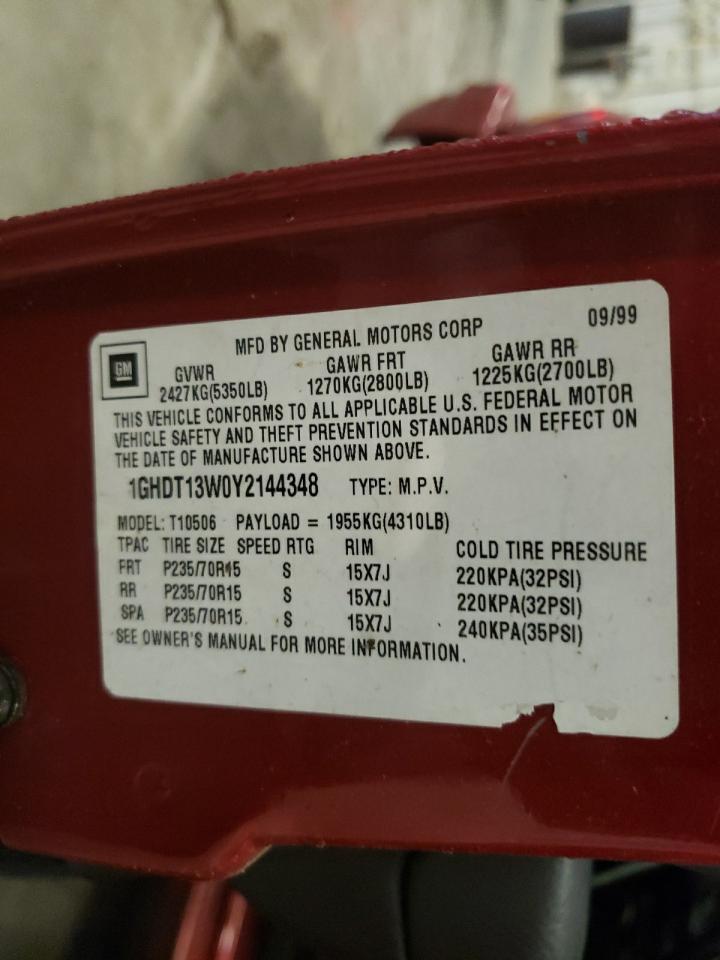 MFD BY GENERAL MOTORS CORP 09/99
GM
GVWR GAWR FRT GAWR RR
2427KG(5350LB) 1270KG(2800LB) 1225KG(2700LB)
THIS VEHICLE CONFORMS TO ALL APPLICABLE U.S. FEDERAL MOTOR
VEHICLE SAFETY AND THEFT PREVENTION STANDARDS IN EFFECT ON
THE DATE OF MANUFACTURE SHOWN ABOVE.
1GHDT13W0Y2144348 TYPE: M.P.V.
MODEL: T10506 PAYLOAD = 1955KG(4310LB)
TPAC TIRE SIZE SPEED RTG RIM COLD TIRE PRESSURE
FRT P235/70R15 S 15X7J 220KPA(32PSI)
RR P235/70R15 S 15X7J 220KPA(32PSI)
SPA P235/70R15 S 15X7J 240KPA(35PSI)
SEE OWNER'S MANUAL FOR MORE INFORMATION.